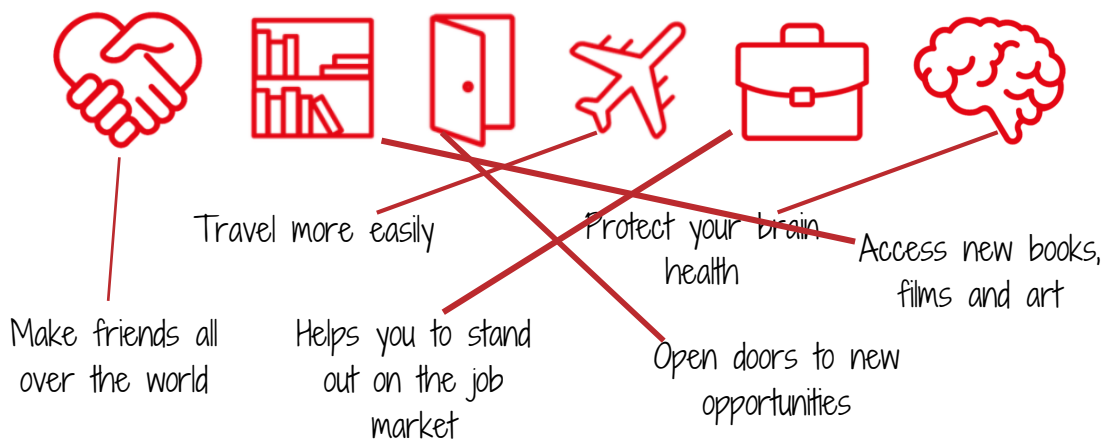 Travel more easily
Protect your brain
health
Access new books,
films and art
Make friends all
over the world
Helps you to stand
out on the job
market
Open doors to new
opportunities